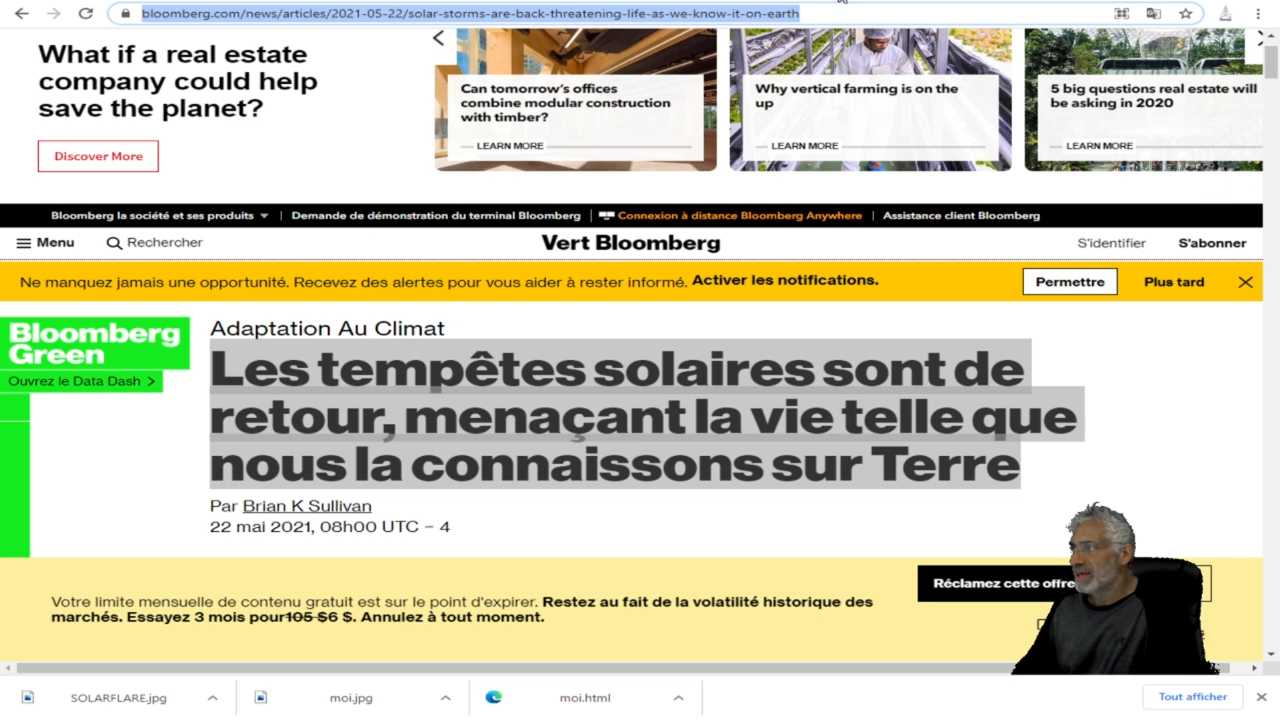 bloomberg.com/news/articles/2021-05-22/solar-storms-are-back-threatening-life-as-we-know-it-on-earth
What if a real estate
company could help
save the planet?
Discover More
Can tomorrow's offices
combine modular construction
with timber?
LEARN MORE
Why vertical farming is on the
up
LEARN MORE
5 big questions real estate will
be asking in 2020
LEARN MORE
Bloomberg la société et ses produits
Demande de démonstration du terminal Bloomberg
Connexion à distance Bloomberg Anywhere
Assistance client Bloomberg
Menu
Rechercher
Vert Bloomberg
S'identifier
S'abonner
Ne manquez jamais une opportunité. Recevez des alertes pour vous aider à rester informé. Activer les notifications.
Permettre
Plus tard
Bloomberg
Green
Ouvrez le Data Dash >
Adaptation Au Climat
Les tempêtes solaires sont de
retour, menaçant la vie telle que
nous la connaissons sur Terre
Par Brian K Sullivan
22 mai 2021, 08h00 UTC − 4
Votre limite mensuelle de contenu gratuit est sur le point d'expirer. Restez au fait de la volatilité historique des
marchés. Essayez 3 mois pour105 $6 $. Annulez à tout moment.
Réclamez cette offre
SOLARFLARE.jpg
moi.jpg
moi.html
Tout afficher